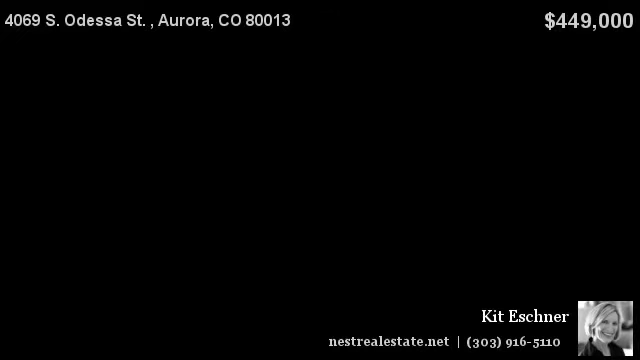 4069 S. Odessa St. , Aurora, CO 80013
$449,000
Kit Eschner
nestrealestate.net | (303) 916-5110